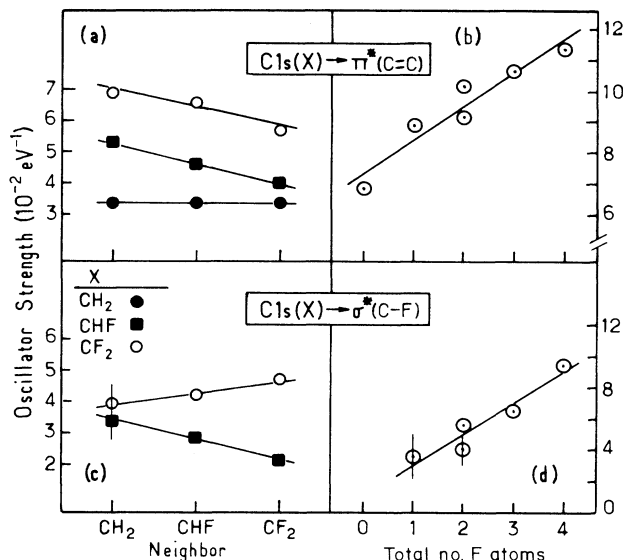 (a)
C1s(X)→π*(C=C)
(b)
12
10
8
6
7
6
5
4
3
Oscillator Strength (10⁻² eV⁻¹)
X
CH₂ ●
CHF ■
CF₂ ○
C1s(X)→σ*(C-F)
6
5
4
3
2
12
8
4
0
(c)
(d)
CH₂ CHF CF₂
Neighbor
0 1 2 3 4
Total no. F atoms